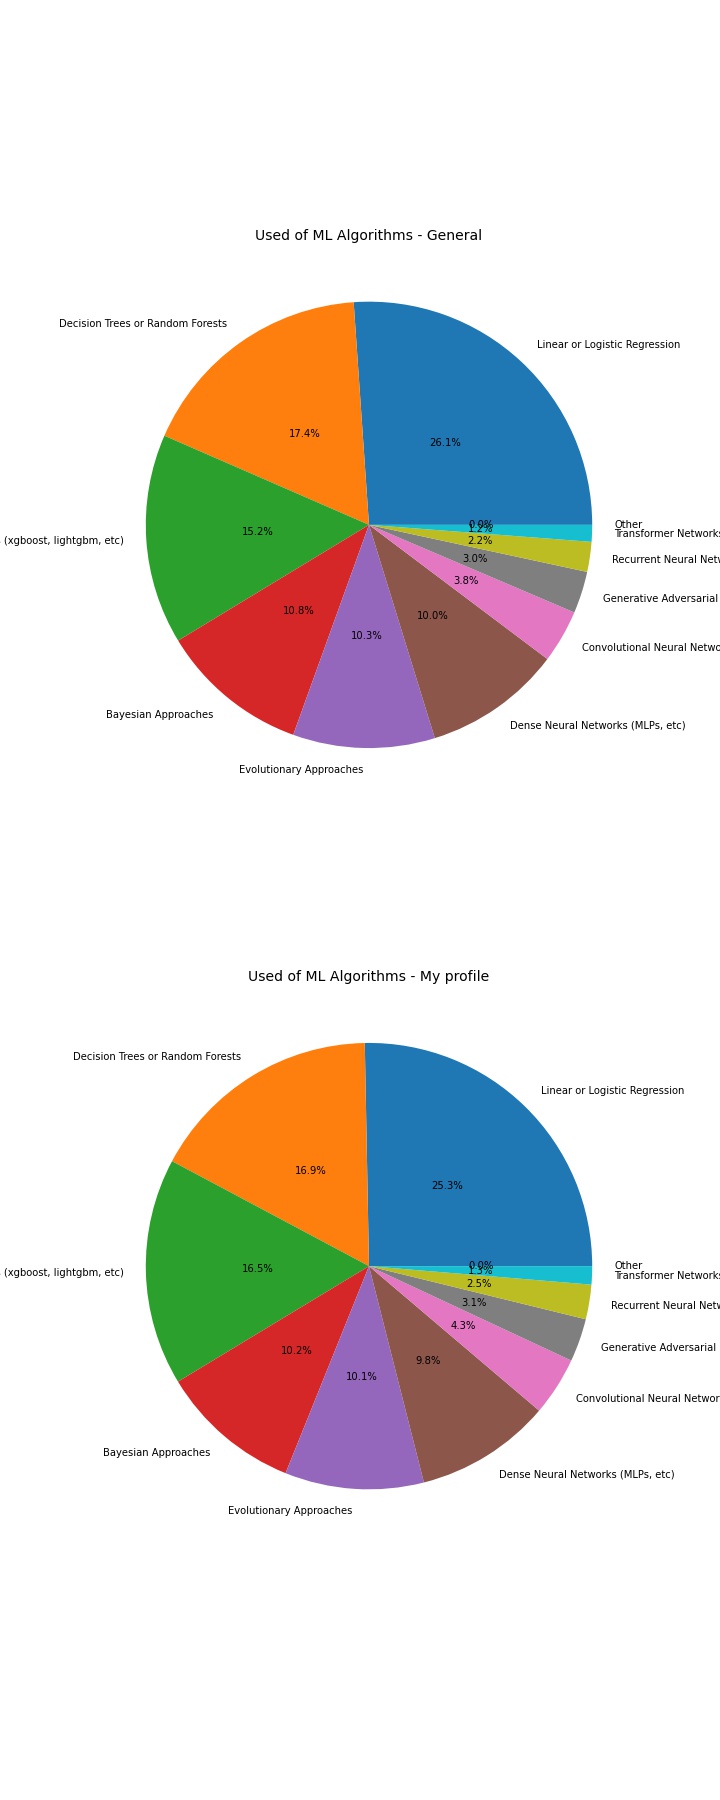 Used of ML Algorithms - General
Decision Trees or Random Forests
Linear or Logistic Regression
17.4%
26.1%
0.0%
Other
1.2%
Transformer Networks
15.2%
(xgboost, lightgbm, etc)
2.2%
Recurrent Neural
3.0%
Generative Adversarial
3.8%
10.8%
10.0%
10.3%
Convolutional Neural
Bayesian Approaches
Dense Neural Networks (MLPs, etc)
Evolutionary Approaches
Used of ML Algorithms - My profile
Decision Trees or Random Forests
Linear or Logistic Regression
16.9%
25.3%
0.0%
Other
1.3%
Transformer Networks
16.5%
(xgboost, lightgbm, etc)
2.5%
Recurrent Neural
3.1%
4.3%
Generative Adversarial
10.2%
9.8%
10.1%
Convolutional Neural
Bayesian Approaches
Dense Neural Networks (MLPs, etc)
Evolutionary Approaches